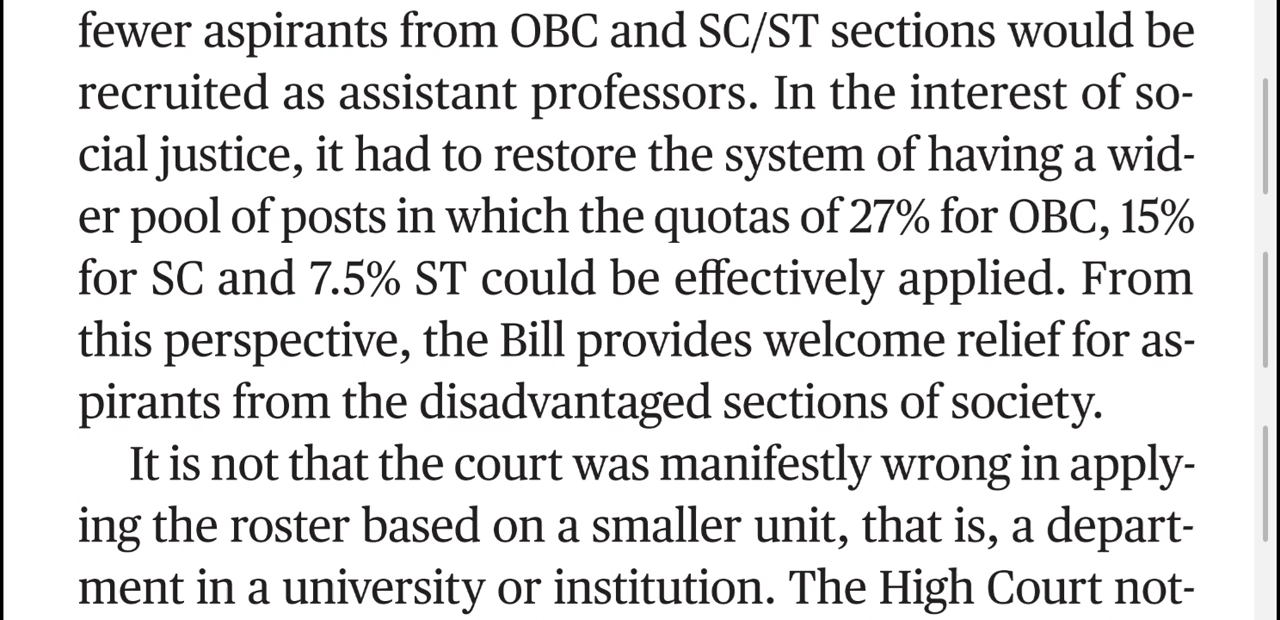 fewer aspirants from OBC and SC/ST sections would be
recruited as assistant professors. In the interest of so-
cial justice, it had to restore the system of having a wid-
er pool of posts in which the quotas of 27% for OBC, 15%
for SC and 7.5% ST could be effectively applied. From
this perspective, the Bill provides welcome relief for as-
pirants from the disadvantaged sections of society.
It is not that the court was manifestly wrong in apply-
ing the roster based on a smaller unit, that is, a depart-
ment in a university or institution. The High Court not-